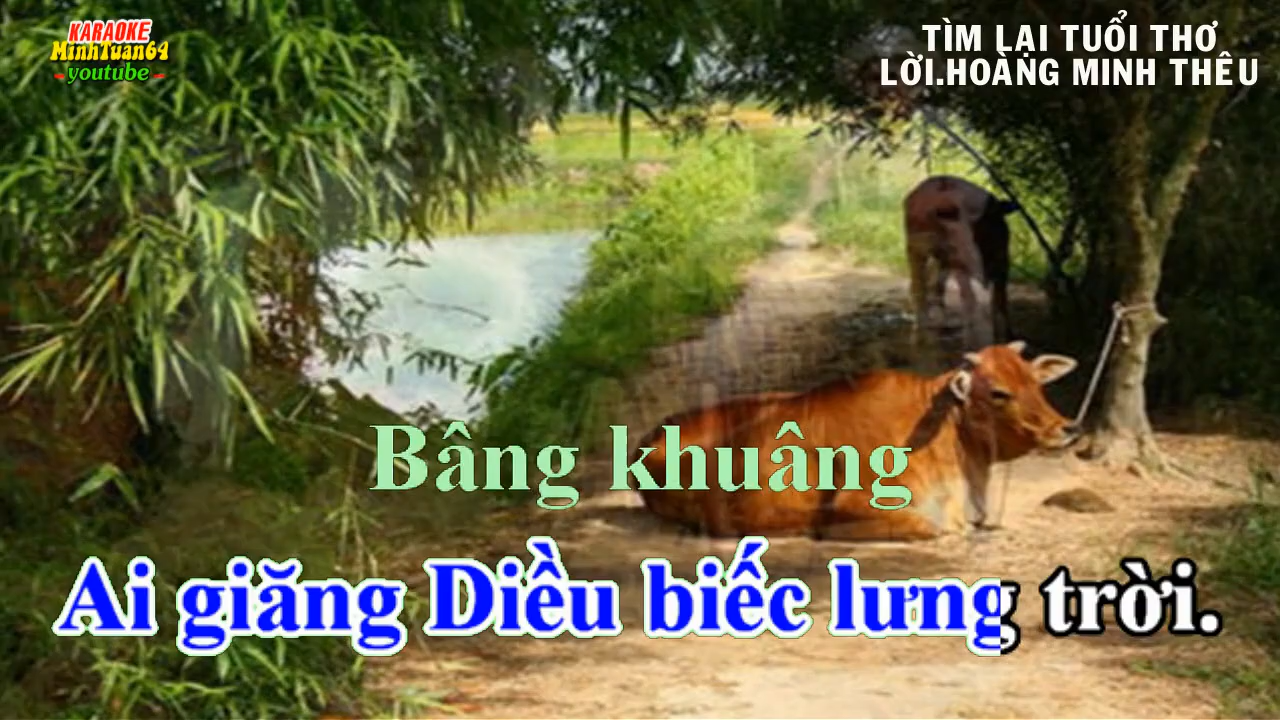 KARAOKE
MinhTuan64
youtube
TÌM LẠI TUỔI THƠ
LỜI.HOÀNG MINH THÊU
Bâng khuâng
Ai giăng Diều biếc lưng trời.